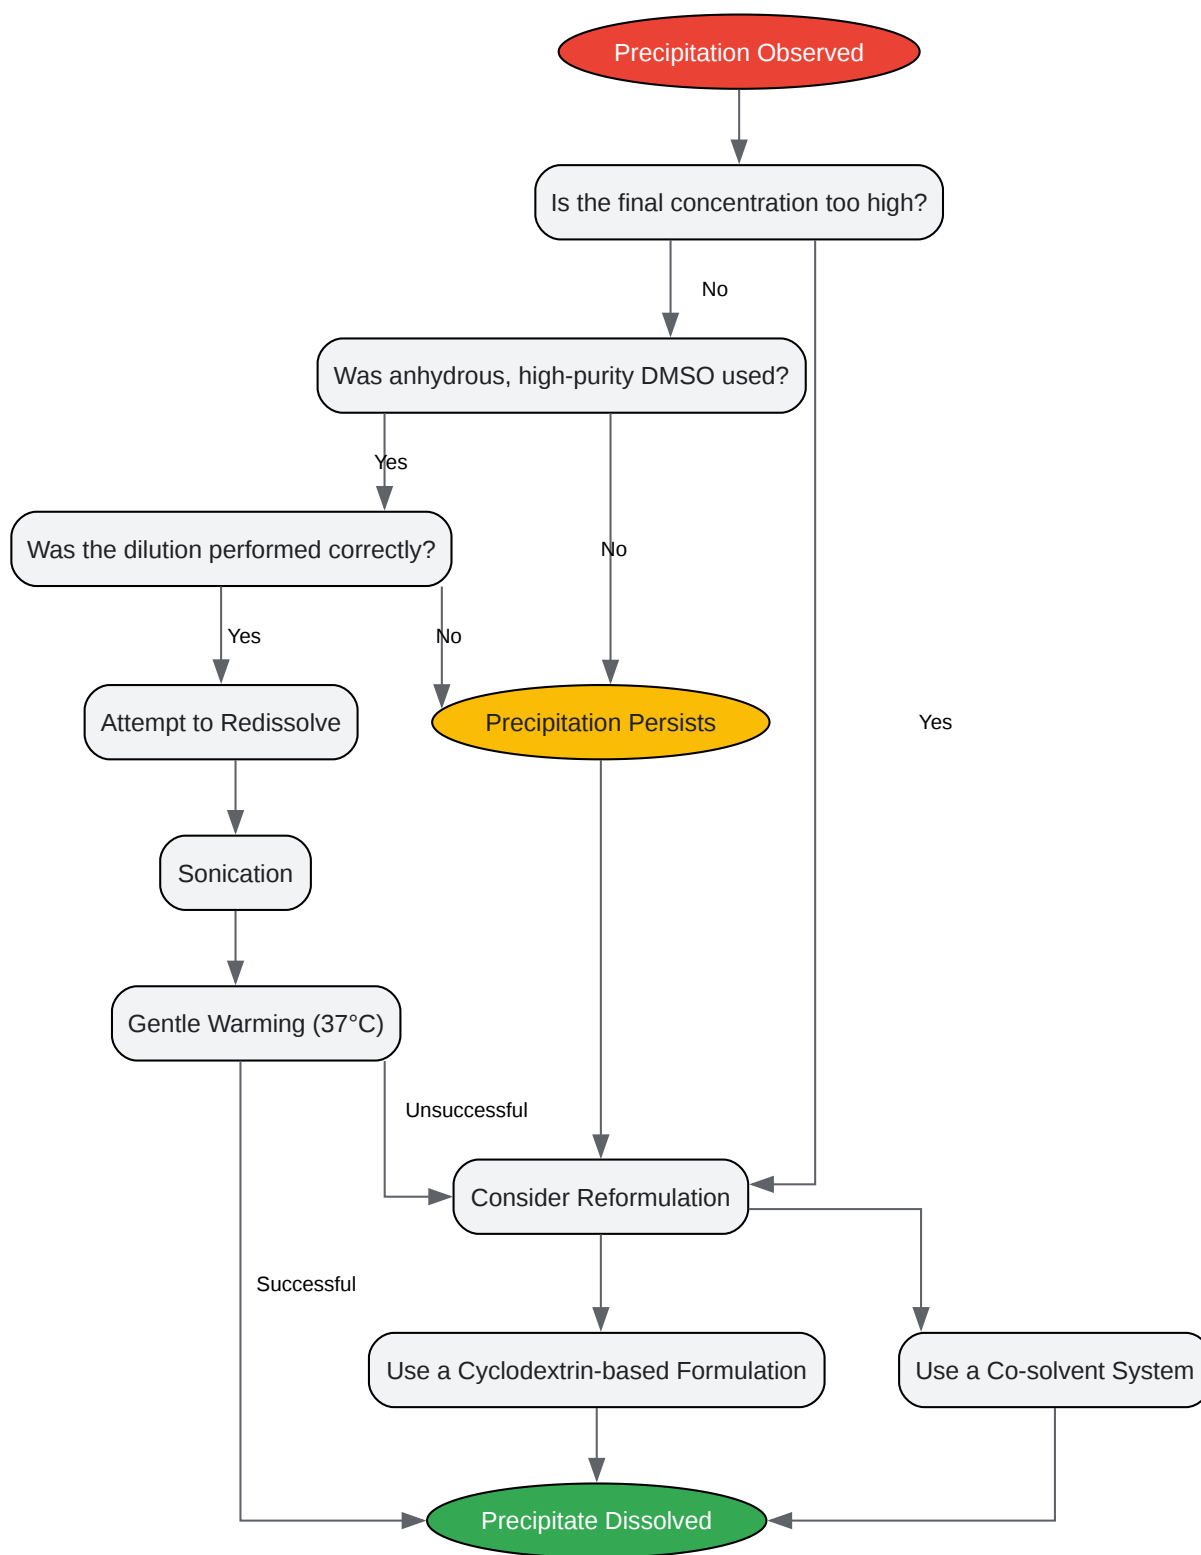 Precipitation Observed
Is the final concentration too high?
No
Was anhydrous, high-purity DMSO used?
Yes
Was the dilution performed correctly?
No
Yes
No
Attempt to Redissolve
Precipitation Persists
Yes
Sonication
Gentle Warming (37°C)
Unsuccessful
Consider Reformulation
Successful
Use a Cyclodextrin-based Formulation
Use a Co-solvent System
Precipitate Dissolved